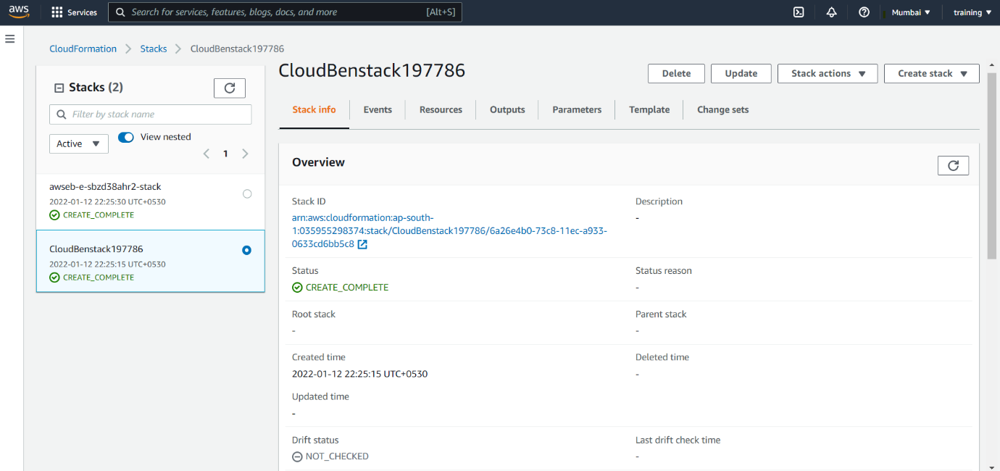 aws
Services
Search for services, features, blogs, docs, and more
[Alt+S]
Mumbai
training
CloudFormation
Stacks
CloudBenstack197786
Stacks (2)
Filter by stack name
Active
View nested
1
awseb-e-sbzd38ahr2-stack
2022-01-12 22:25:30 UTC+0530
CREATE_COMPLETE
CloudBenstack197786
2022-01-12 22:25:15 UTC+0530
CREATE_COMPLETE
CloudBenstack197786
Delete
Update
Stack actions
Create stack
Stack info
Events
Resources
Outputs
Parameters
Template
Change sets
Overview
Stack ID
arn:aws:cloudformation:ap-south-
1:035955298374:stack/CloudBenstack197786/6a26e4b0-73c8-11ec-a933-
0633cd6bb5c8
Description
-
Status
CREATE_COMPLETE
Status reason
-
Root stack
-
Parent stack
-
Created time
2022-01-12 22:25:15 UTC+0530
Deleted time
-
Updated time
-
Drift status
NOT_CHECKED
Last drift check time
-